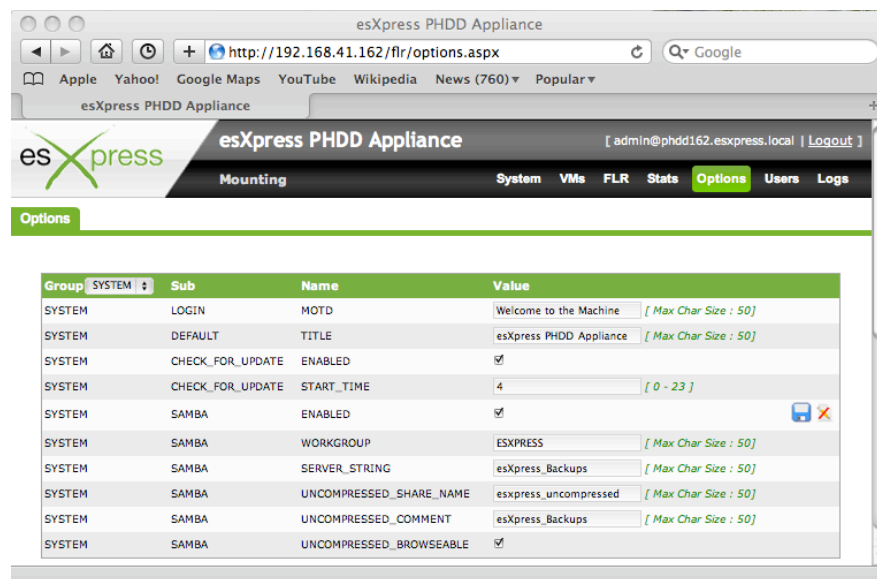 esXpress PHDD Appliance
http://192.168.41.162/flr/options.aspx
Google
Apple Yahoo! Google Maps YouTube Wikipedia News (760) Popular
esXpress PHDD Appliance
esXpress
esXpress PHDD Appliance [ admin@phdd162.esxpress.local | Logout ]
Mounting System VMs FLR Stats Options Users Logs
Options
Group SYSTEM Sub Name Value
SYSTEM LOGIN MOTD Welcome to the Machine [ Max Char Size : 50]
SYSTEM DEFAULT TITLE esXpress PHDD Appliance [ Max Char Size : 50]
SYSTEM CHECK_FOR_UPDATE ENABLED
SYSTEM CHECK_FOR_UPDATE START_TIME 4 [ 0 - 23 ]
SYSTEM SAMBA ENABLED
SYSTEM SAMBA WORKGROUP ESXPRESS [ Max Char Size : 50]
SYSTEM SAMBA SERVER_STRING esXpress_Backups [ Max Char Size : 50]
SYSTEM SAMBA UNCOMPRESSED_SHARE_NAME esxpress_uncompressed [ Max Char Size : 50]
SYSTEM SAMBA UNCOMPRESSED_COMMENT esXpress_Backups [ Max Char Size : 50]
SYSTEM SAMBA UNCOMPRESSED_BROWSEABLE